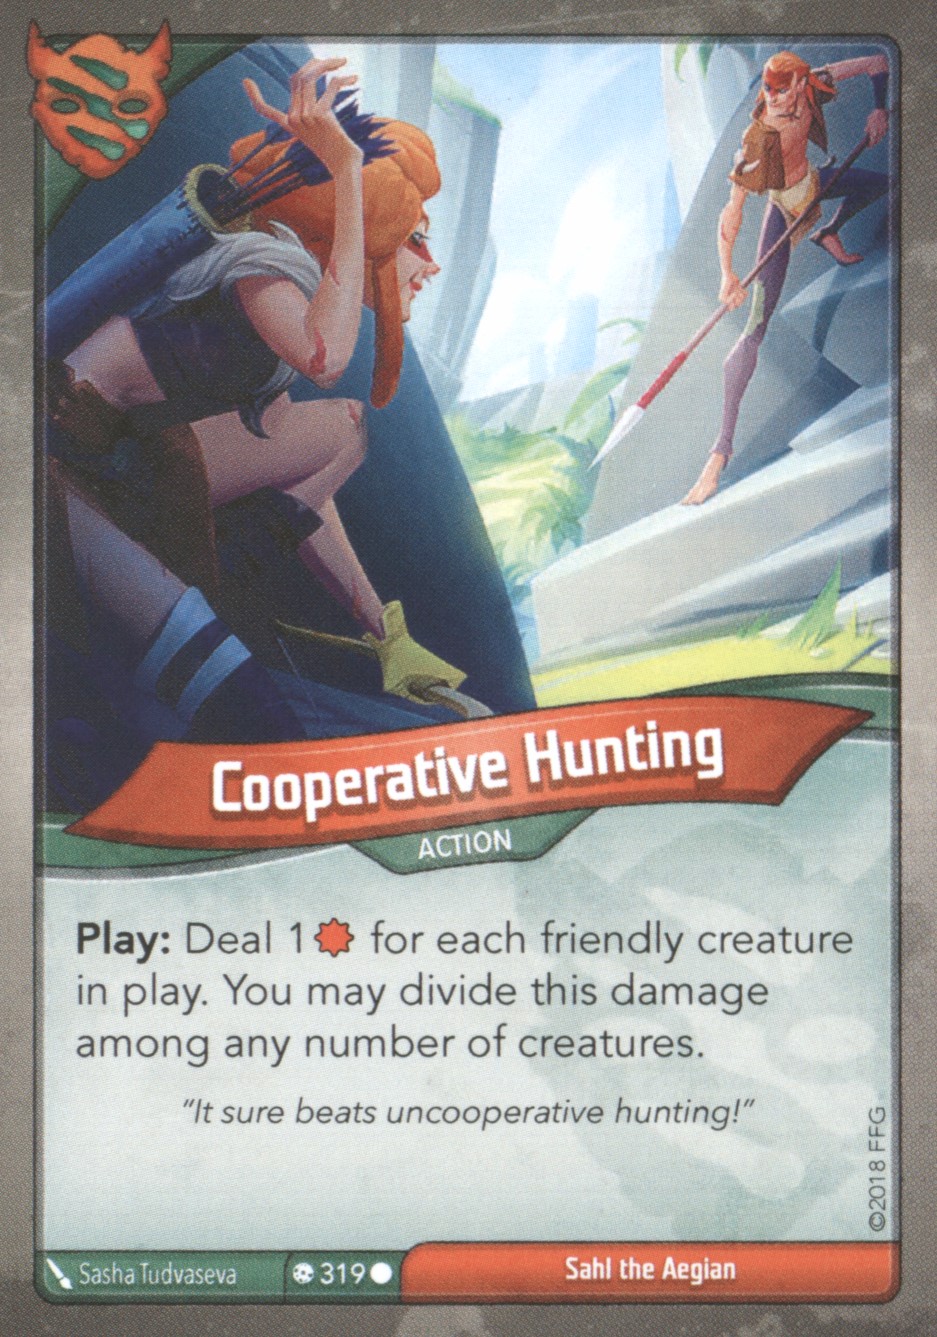 Cooperative Hunting
ACTION
Play: Deal 1 for each friendly creature
in play. You may divide this damage
among any number of creatures.
"It sure beats uncooperative hunting!"
©2018 FFG
Sasha Tudvaseva
319
Sahl the Aegian